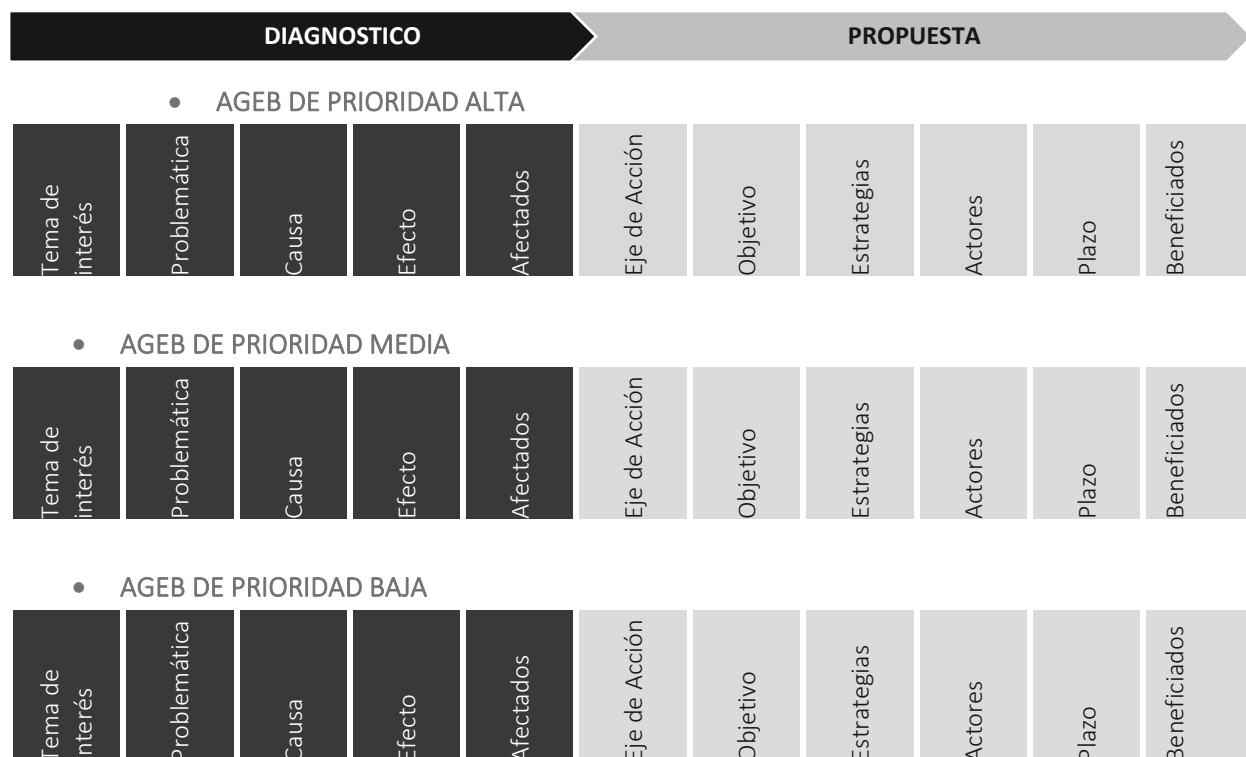 DIAGNOSTICO
PROPUESTA
• AGEB DE PRIORIDAD ALTA
Tema de
interés
Problemática
Causa
Efecto
Afectados
Eje de Acción
Objetivo
Estrategias
Actores
Plazo
Beneficiados
• AGEB DE PRIORIDAD MEDIA
Tema de
interés
Problemática
Causa
Efecto
Afectados
Eje de Acción
Objetivo
Estrategias
Actores
Plazo
Beneficiados
• AGEB DE PRIORIDAD BAJA
Tema de
interés
Problemática
Causa
Efecto
Afectados
Eje de Acción
Objetivo
Estrategias
Actores
Plazo
Beneficiados